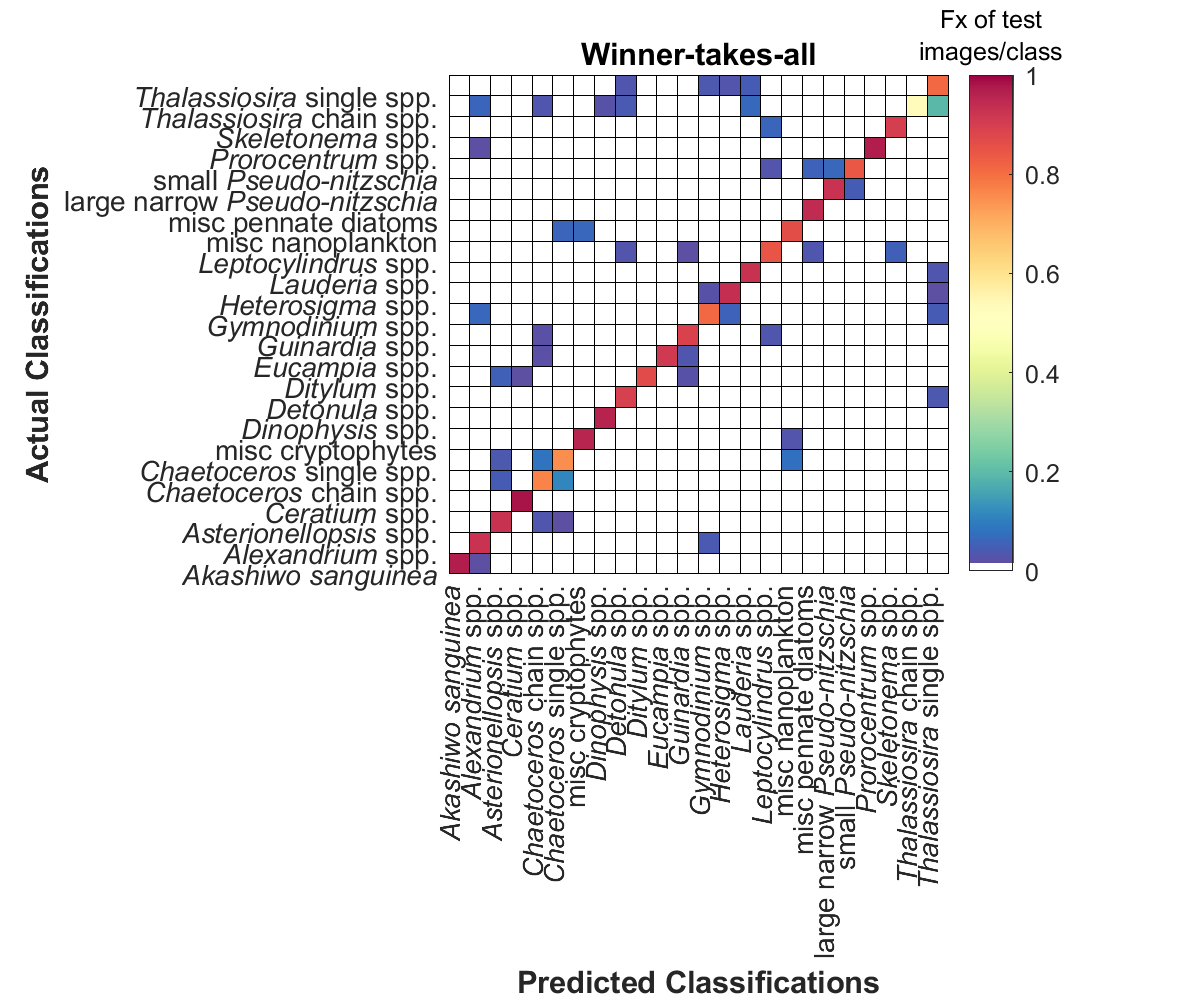 Fx of test
images/class
Winner-takes-all
Actual Classifications
Thalassiosira single spp.
Thalassiosira chain spp.
Skeletonema spp.
Prorocentrum spp.
small Pseudo-nitzschia
large narrow Pseudo-nitzschia
misc pennate diatoms
misc nanoplankton
Leptocylindrus spp.
Lauderia spp.
Heterosigma spp.
Gymnodinium spp.
Guinardia spp.
Eucampia spp.
Ditylum spp.
Detonula spp.
Dinophysis spp.
misc cryptophytes
Chaetoceros single spp.
Chaetoceros chain spp.
Ceratium spp.
Asterionellopsis spp.
Alexandrium spp.
Akashiwo sanguinea
1
0.8
0.6
0.4
0.2
0
Akashiwo sanguinea
Alexandrium spp.
Asterionellopsis spp.
Ceratium spp.
Chaetoceros chain spp.
Chaetoceros single spp.
misc cryptophytes
Dinophysis spp.
Detonula spp.
Ditylum spp.
Eucampia spp.
Guinardia spp.
Gymnodinium spp.
Heterosigma spp.
Lauderia spp.
Leptocylindrus spp.
misc nanoplankton
misc pennate diatoms
large narrow Pseudo-nitzschia
small Pseudo-nitzschia
Prorocentrum spp.
Skeletonema spp.
Thalassiosira chain spp.
Thalassiosira single spp.
Predicted Classifications